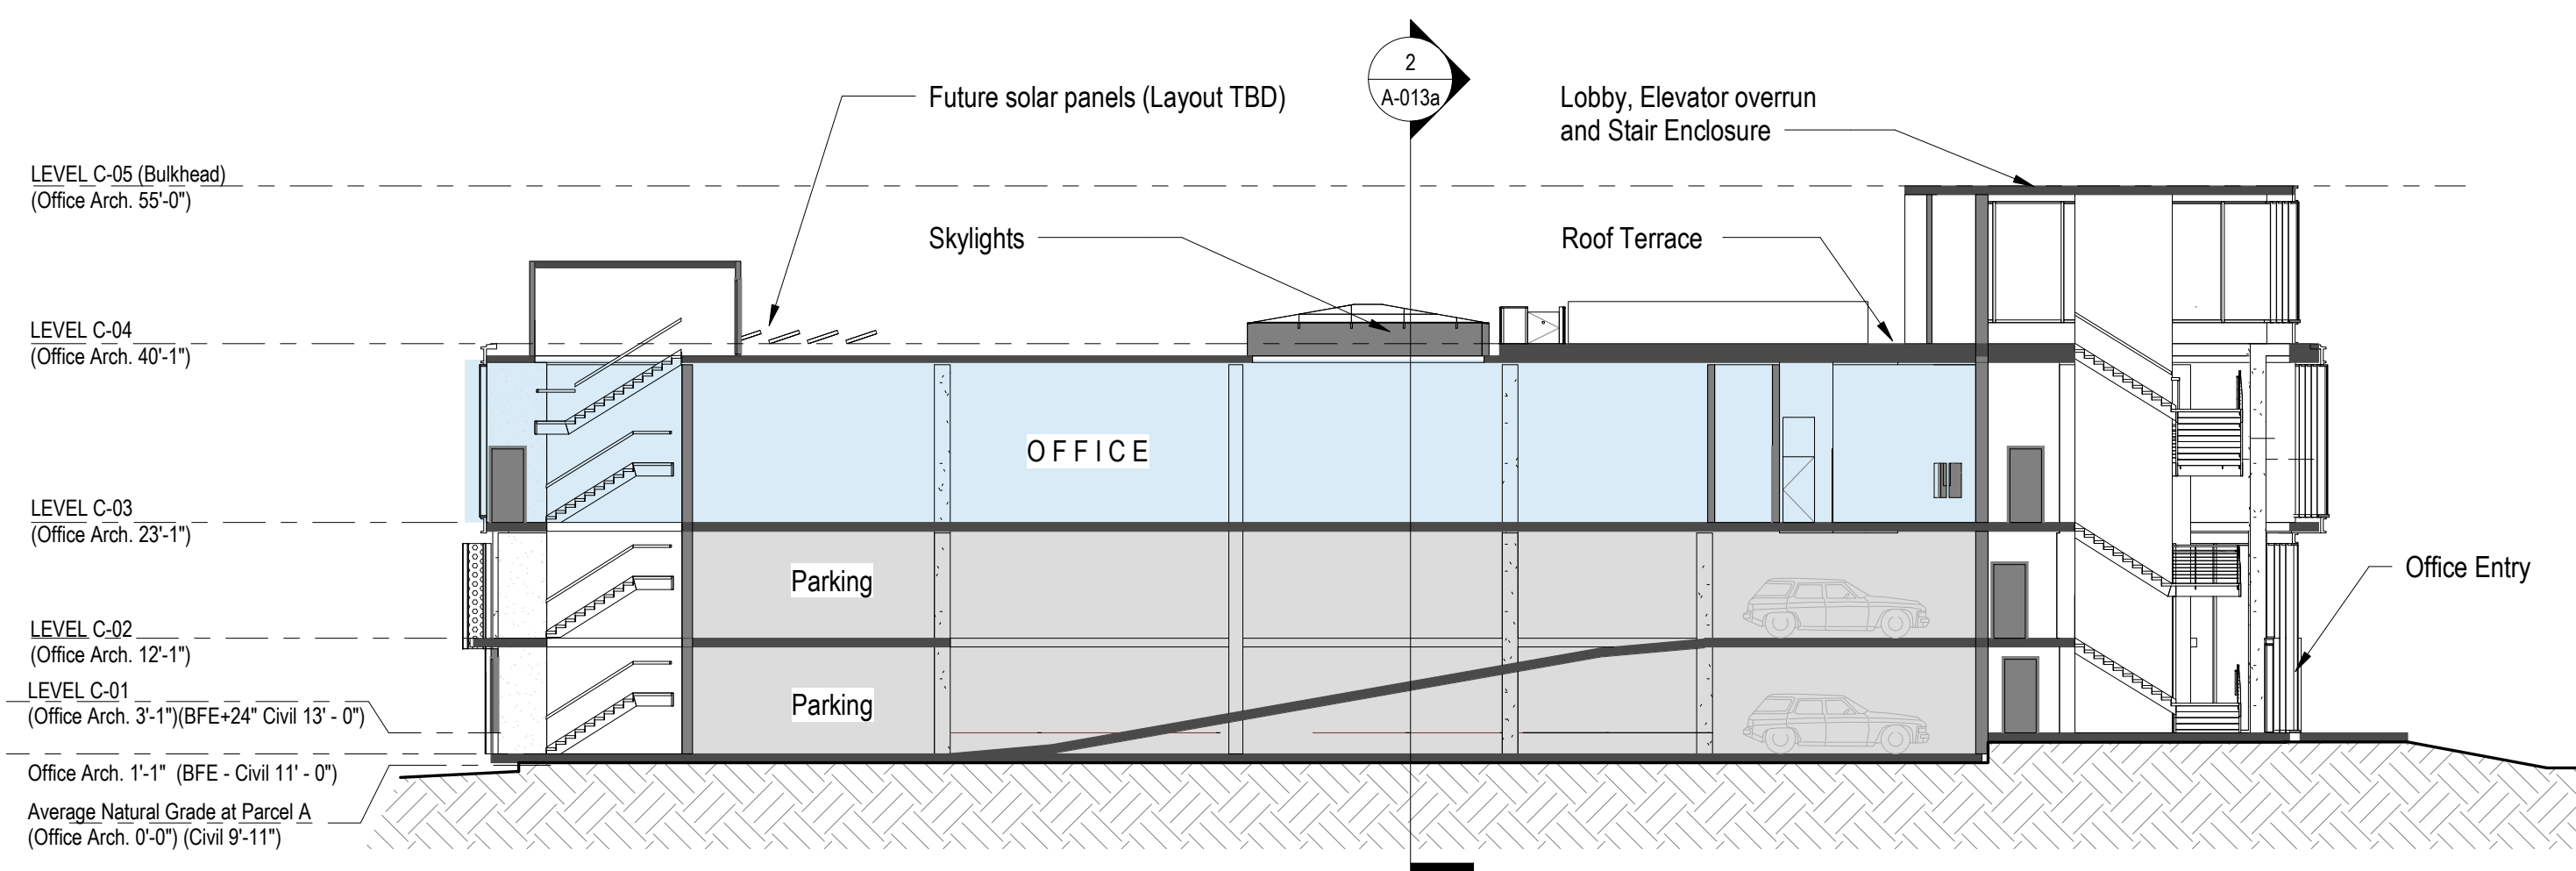 2
A-013a
Future solar panels (Layout TBD)
Lobby, Elevator overrun
and Stair Enclosure
LEVEL C-05 (Bulkhead)
(Office Arch. 55'-0")
Skylights
Roof Terrace
LEVEL C-04
(Office Arch. 40'-1")
OFFICE
LEVEL C-03
(Office Arch. 23'-1")
Parking
Office Entry
LEVEL C-02
(Office Arch. 12'-1")
LEVEL C-01
(Office Arch. 3'-1")(BFE+24" Civil 13' - 0")
Parking
Office Arch. 1'-1" (BFE - Civil 11' - 0")
Average Natural Grade at Parcel A
(Office Arch. 0'-0") (Civil 9'-11")